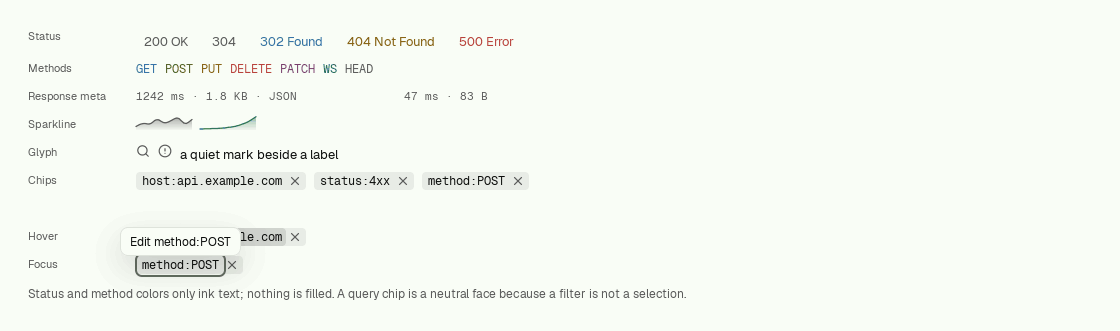 Status 200 OK 304 302 Found 404 Not Found 500 Error
Methods GET POST PUT DELETE PATCH WS HEAD
Response meta 1242 ms · 1.8 KB · JSON 47 ms · 83 B
Sparkline
Glyph a quiet mark beside a label
Chips host:api.example.com status:4xx method:POST
Hover le.com
Edit method:POST
Focus method:POST
Status and method colors only ink text; nothing is filled. A query chip is a neutral face because a filter is not a selection.